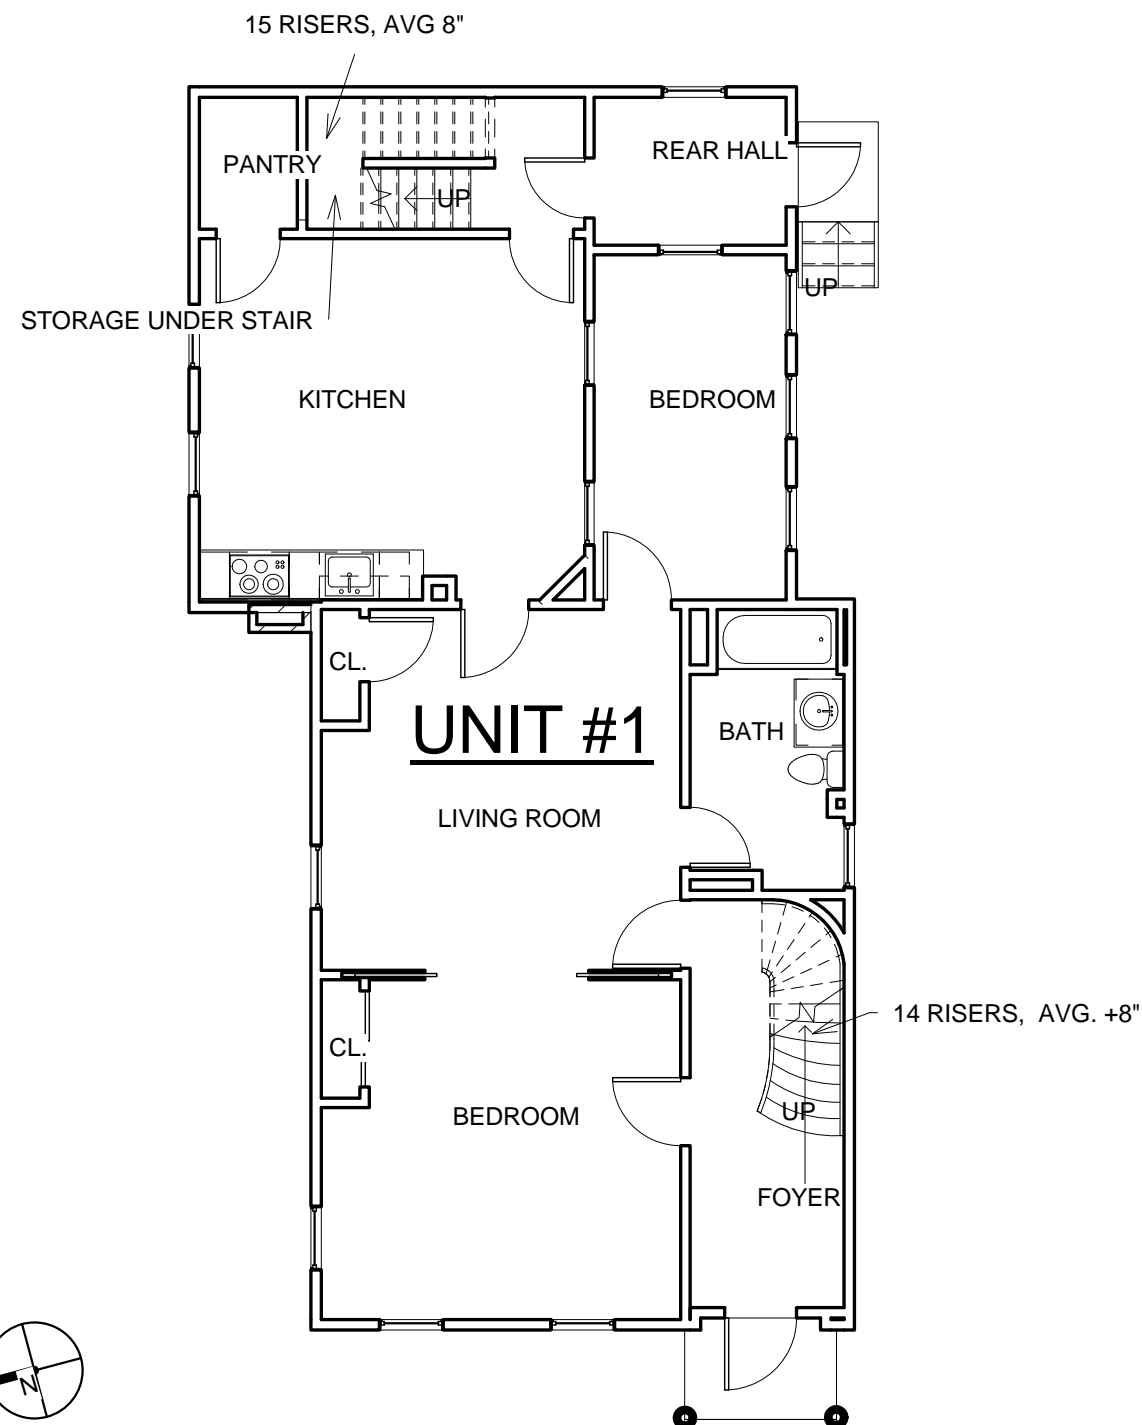 15 RISERS, AVG 8"
PANTRY
REAR HALL
UP
UP
STORAGE UNDER STAIR
KITCHEN
BEDROOM
CL.
UNIT #1
BATH
LIVING ROOM
14 RISERS, AVG. +8"
CL.
BEDROOM
UP
FOYER
N